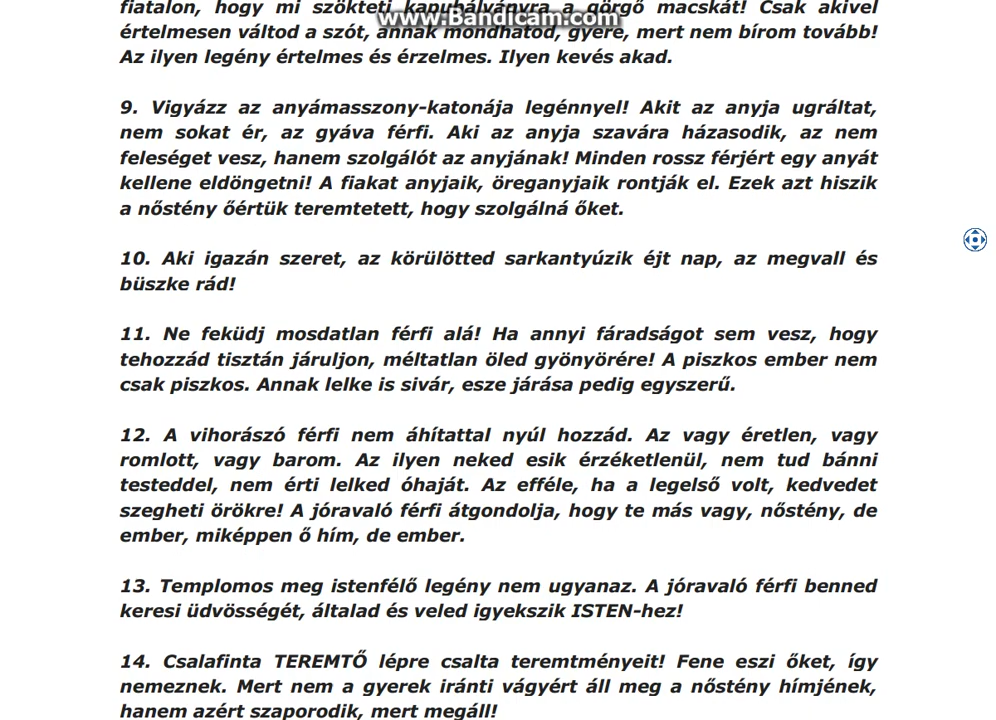 fiatalon, hogy mi szökteti kapubálványra a görgő macskát! Csak akivel
www.Bandicam.com
értelmesen váltod a szót, annak mondhatod, gyere, mert nem bírom tovább!
Az ilyen legény értelmes és érzelmes. Ilyen kevés akad.
9. Vigyázz az anyámasszony-katonája legénnyel! Akit az anyja ugráltat,
nem sokat ér, az gyáva férfi. Aki az anyja szavára házasodik, az nem
feleséget vesz, hanem szolgálót az anyjának! Minden rossz férjért egy anyát
kellene eldöngetni! A fiakat anyjaik, öreganyjaik rontják el. Ezek azt hiszik
a nőstény őértük teremtetett, hogy szolgálná őket.
10. Aki igazán szeret, az körülötted sarkantyúzik éjt nap, az megvall és
büszke rád!
11. Ne feküdj mosdatlan férfi alá! Ha annyi fáradságot sem vesz, hogy
tehozzád tisztán járuljon, méltatlan öled gyönyörére! A piszkos ember nem
csak piszkos. Annak lelke is sivár, esze járása pedig egyszerű.
12. A vihorászó férfi nem áhítattal nyúl hozzád. Az vagy éretlen, vagy
romlott, vagy barom. Az ilyen neked esik érzéketlenül, nem tud bánni
testeddel, nem érti lelked óhaját. Az efféle, ha a legelső volt, kedvedet
szegheti örökre! A jóravaló férfi átgondolja, hogy te más vagy, nőstény, de
ember, miképpen ő hím, de ember.
13. Templomos meg istenfélő legény nem ugyanaz. A jóravaló férfi benned
keresi üdvösségét, általad és veled igyekszik ISTEN-hez!
14. Csalafinta TEREMTŐ lépre csalta teremtményeit! Fene eszi őket, így
nemeznek. Mert nem a gyerek iránti vágyért áll meg a nőstény hímjének,
hanem azért szaporodik, mert megáll!